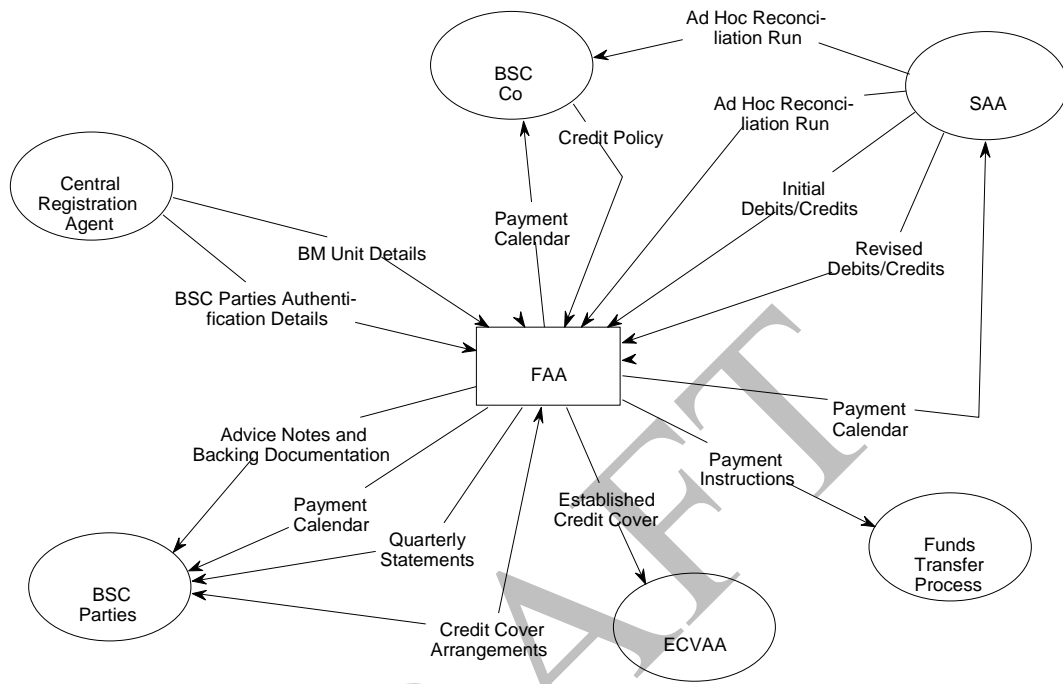 Ad Hoc Reconci-
liation Run
BSC
Co
SAA
Ad Hoc Reconci-
liation Run
Credit Policy
Central
Registration
Agent
Initial
Debits/Credits
Payment
Calendar
BM Unit Details
Revised
Debits/Credits
BSC Parties Authenti-
fification Details
FAA
Payment
Calendar
Advice Notes and
Backing Documentation
Payment
Instructions
Established
Credit Cover
Payment
Calendar
Quarterly
Statements
Funds
Transfer
Process
BSC
Parties
Credit Cover
Arrangements
ECVAA
AFT